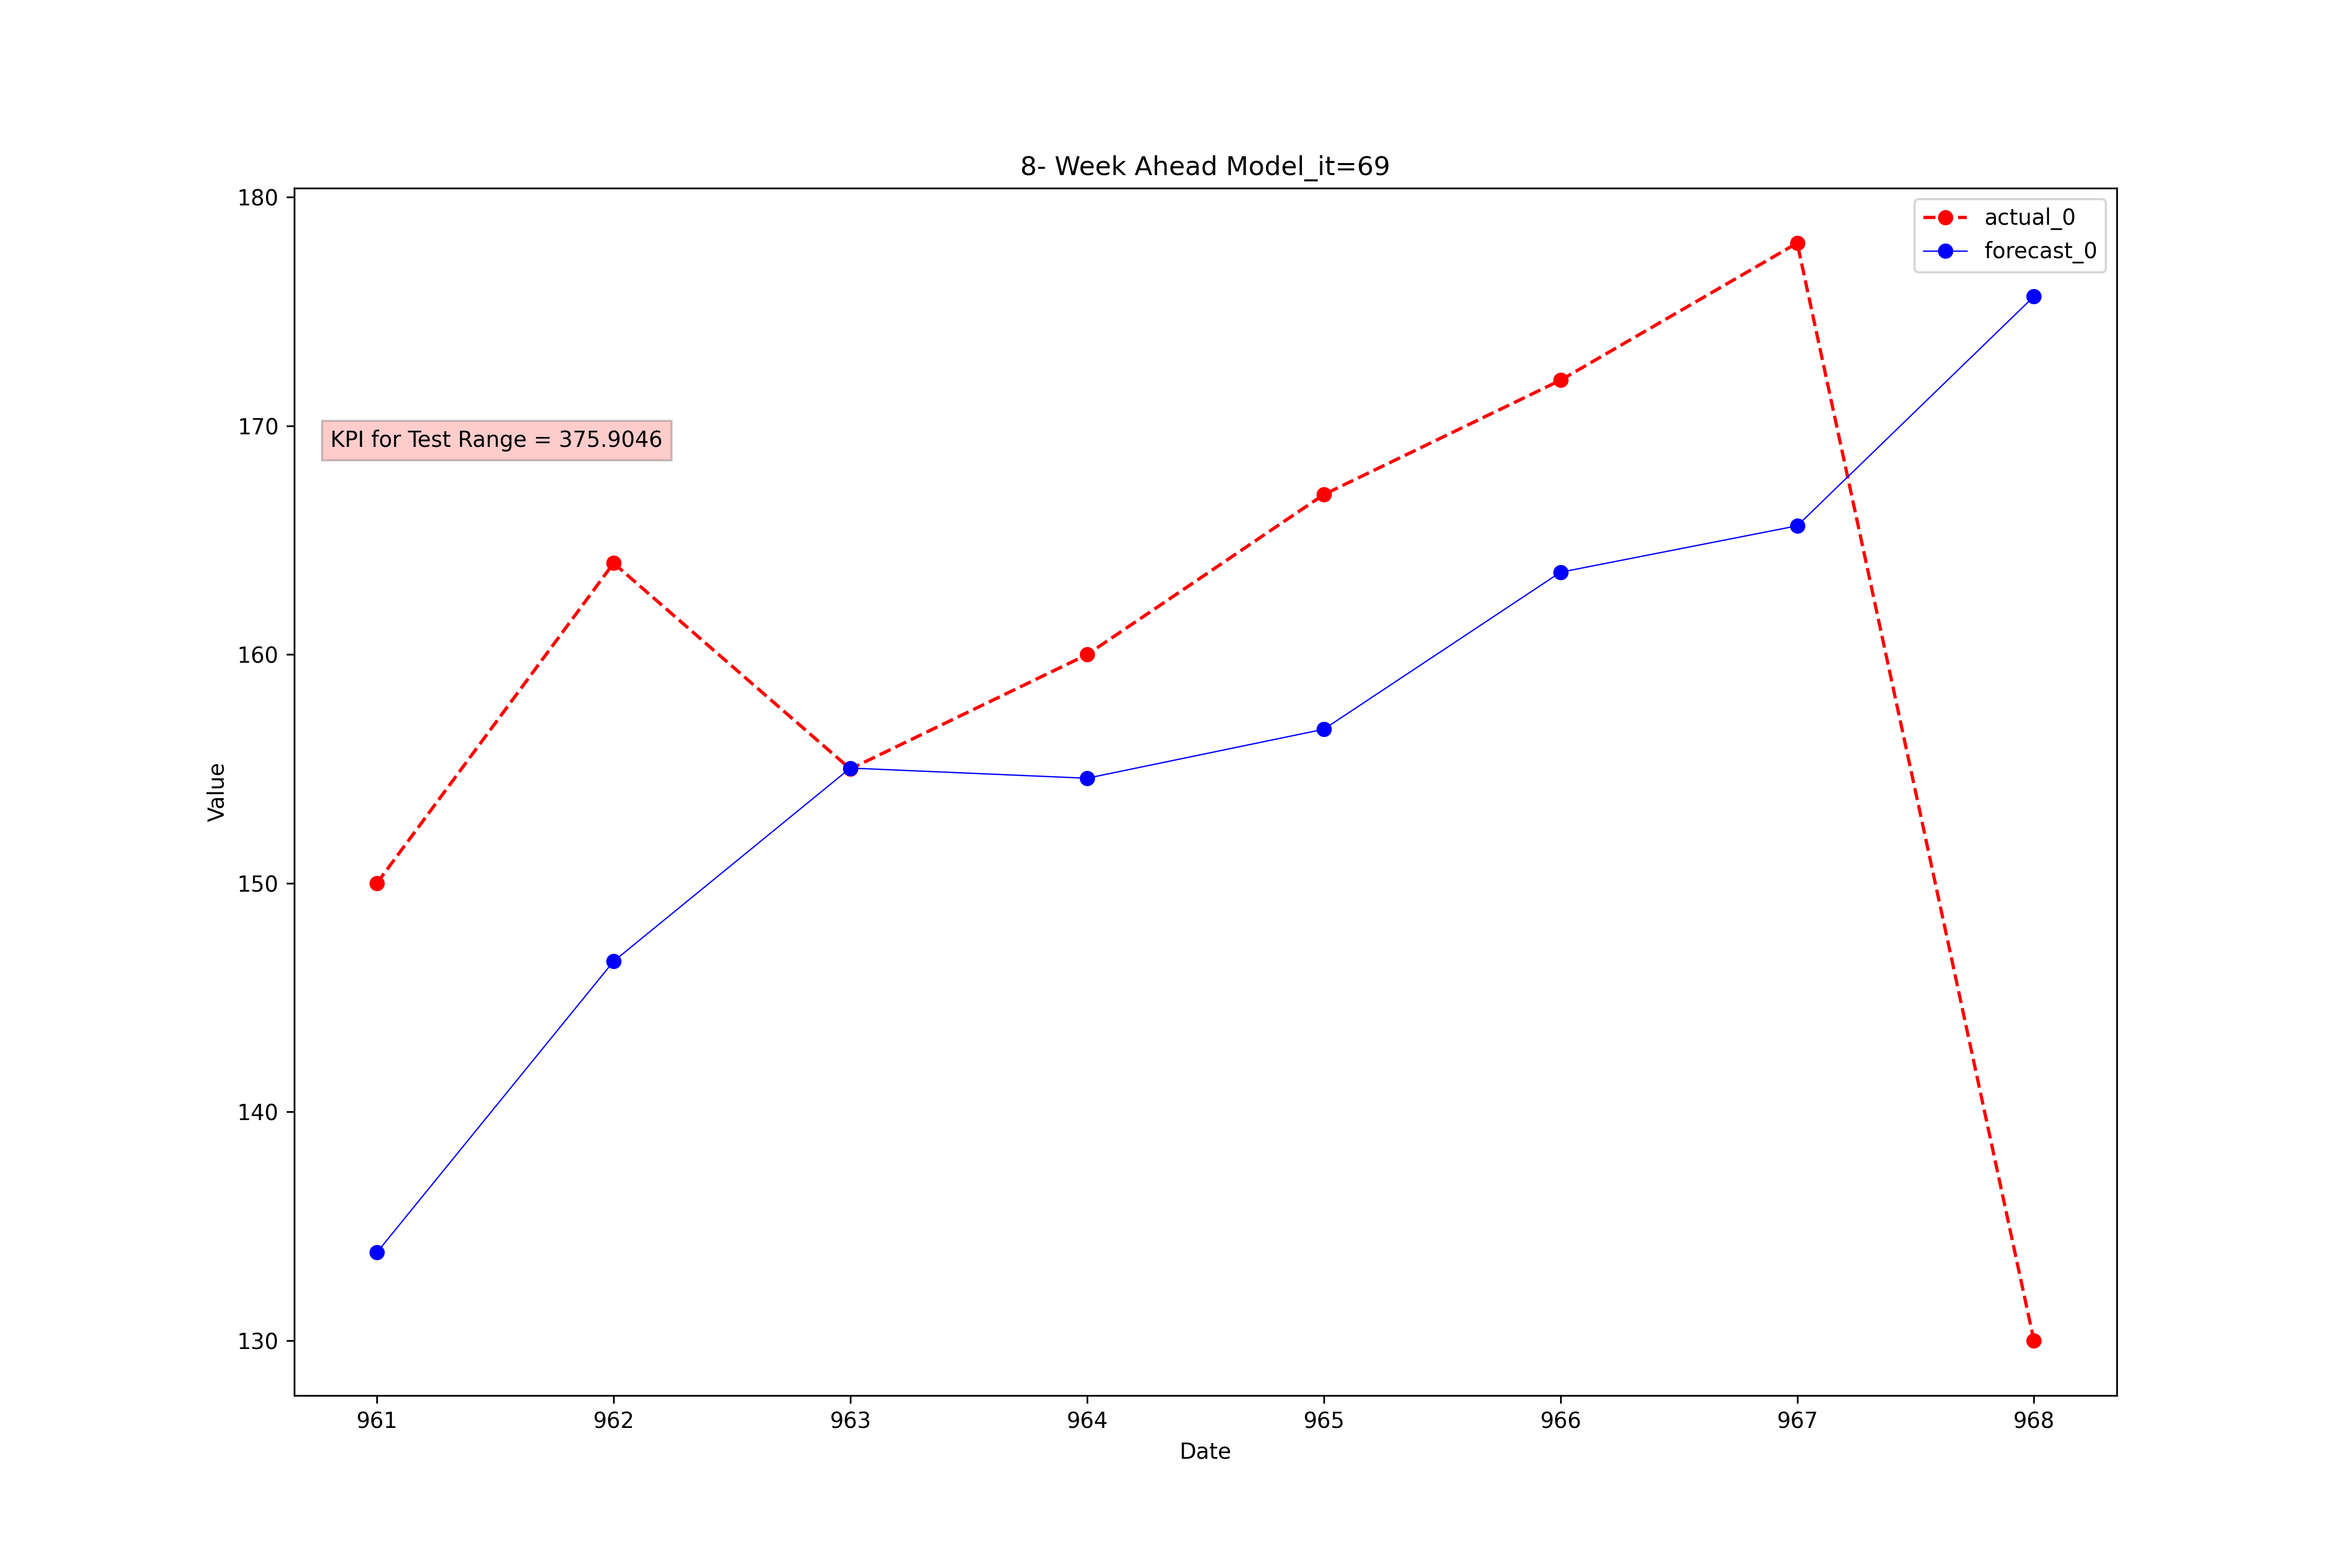 8- Week Ahead Model_it=69
actual_0
forecast_0
KPI for Test Range = 375.9046
Value
180
170
160
150
140
130
961 962 963 964 965 966 967 968
Date